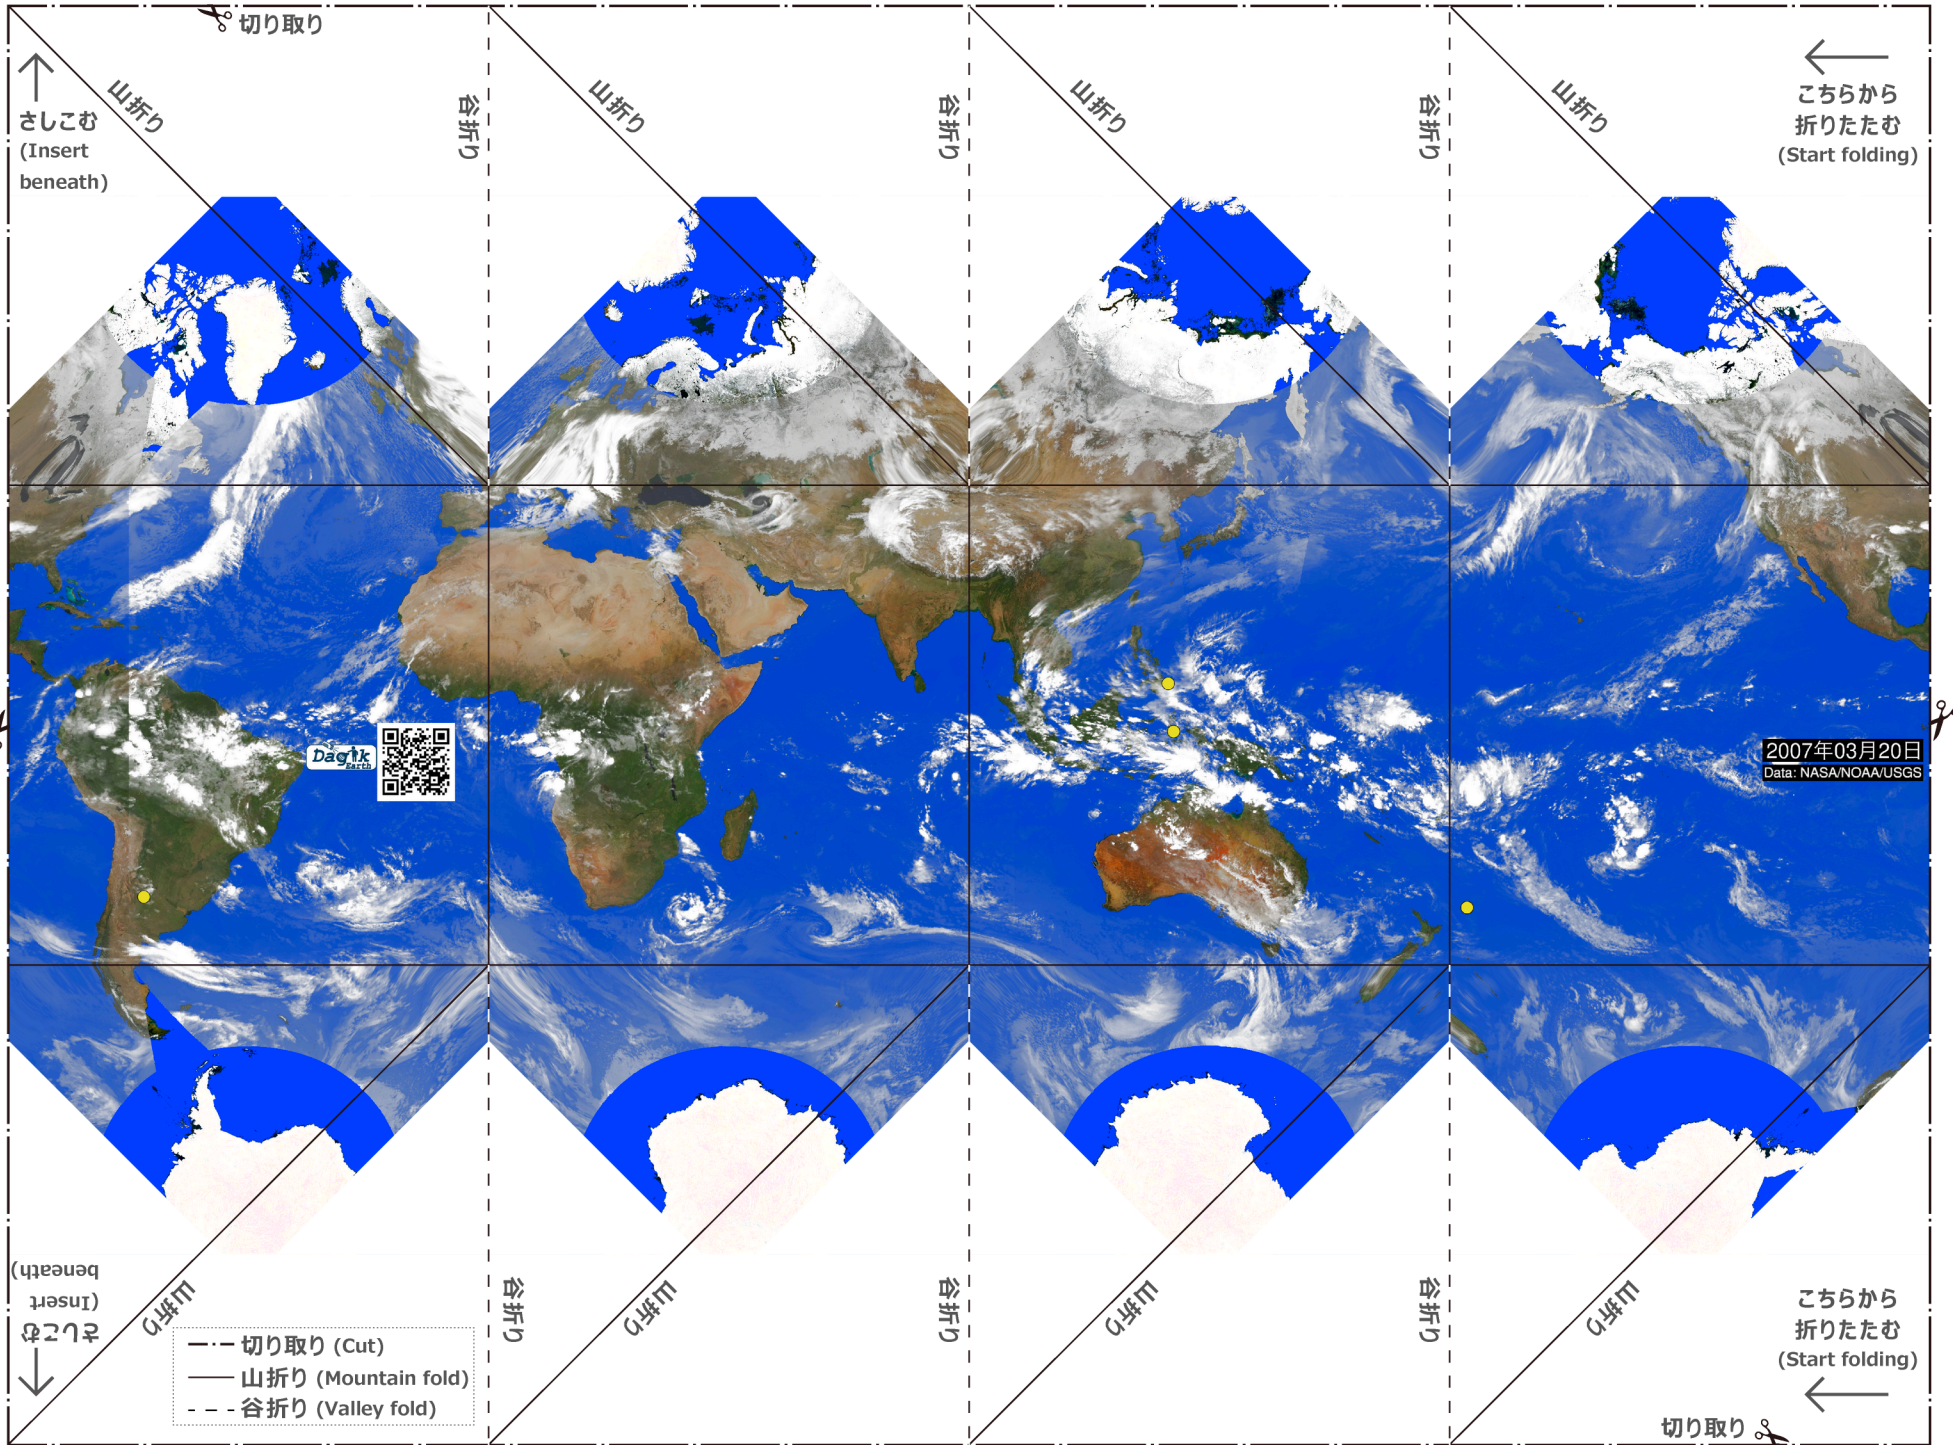 切り取り
さしこむ
(Insert
beneath)
山折り
谷折り
山折り
谷折り
山折り
谷折り
山折り
こちらから
折りたたむ
(Start folding)
Dagik
Earth
2007年03月20日
Data: NASA/NOAA/USGS
さしこむ
(Insert
beneath)
山折り
谷折り
山折り
谷折り
山折り
谷折り
山折り
こちらから
折りたたむ
(Start folding)
切り取り (Cut)
山折り (Mountain fold)
谷折り (Valley fold)
切り取り